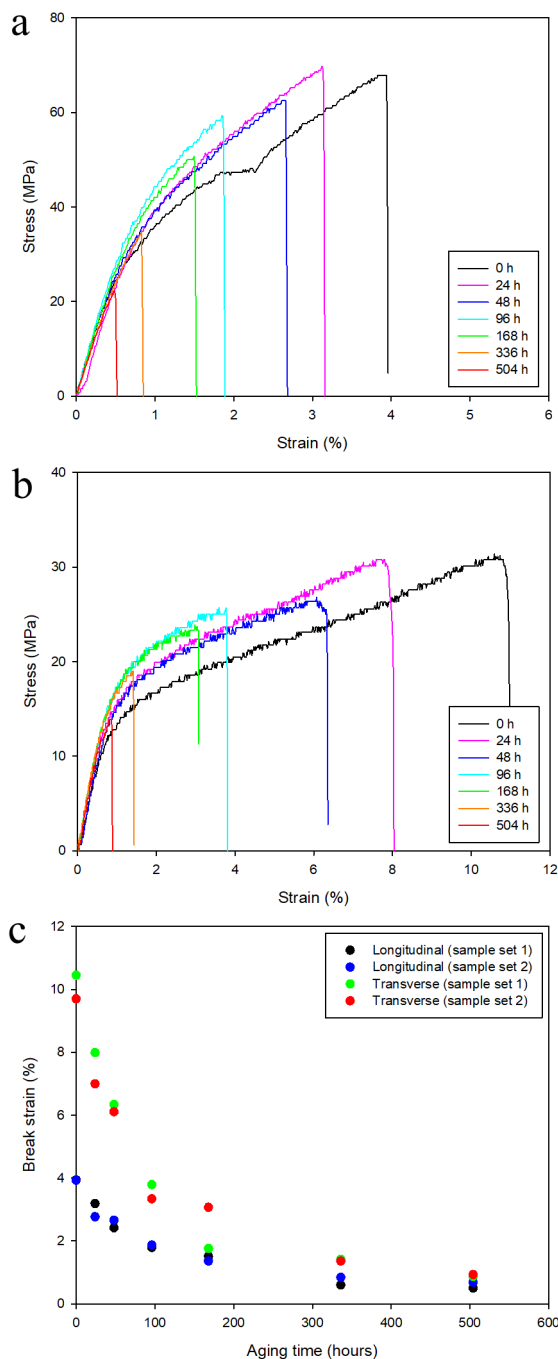 a
80
60
40
20
0
Stress (MPa)
0 h
24 h
48 h
96 h
168 h
336 h
504 h
0 1 2 3 4 5 6
Strain (%)
b
40
30
20
10
0
Stress (MPa)
0 h
24 h
48 h
96 h
168 h
336 h
504 h
0 2 4 6 8 10 12
Strain (%)
c
12
10
8
6
4
2
0
Break strain (%)
Longitudinal (sample set 1)
Longitudinal (sample set 2)
Transverse (sample set 1)
Transverse (sample set 2)
0 100 200 300 400 500 600
Aging time (hours)